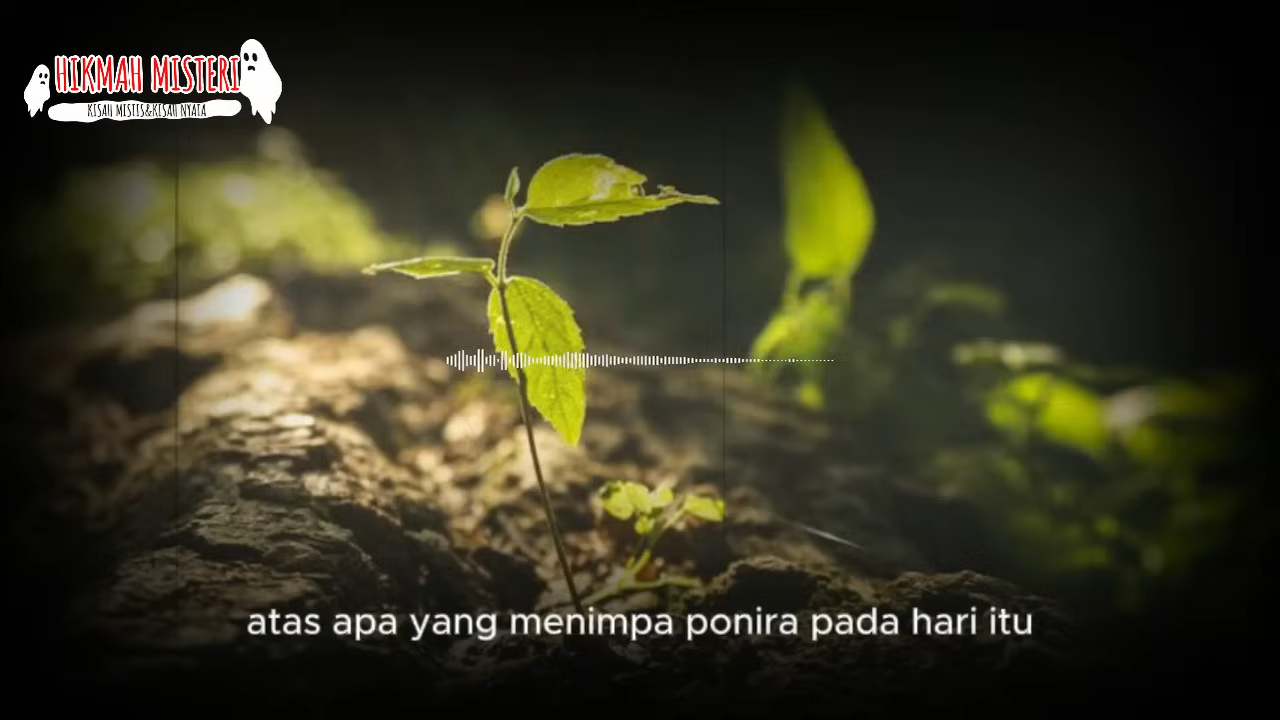 HIKMAH MISTERI
KISAH MISTIS&KISAH NYATA
atas apa yang menimpa ponira pada hari itu